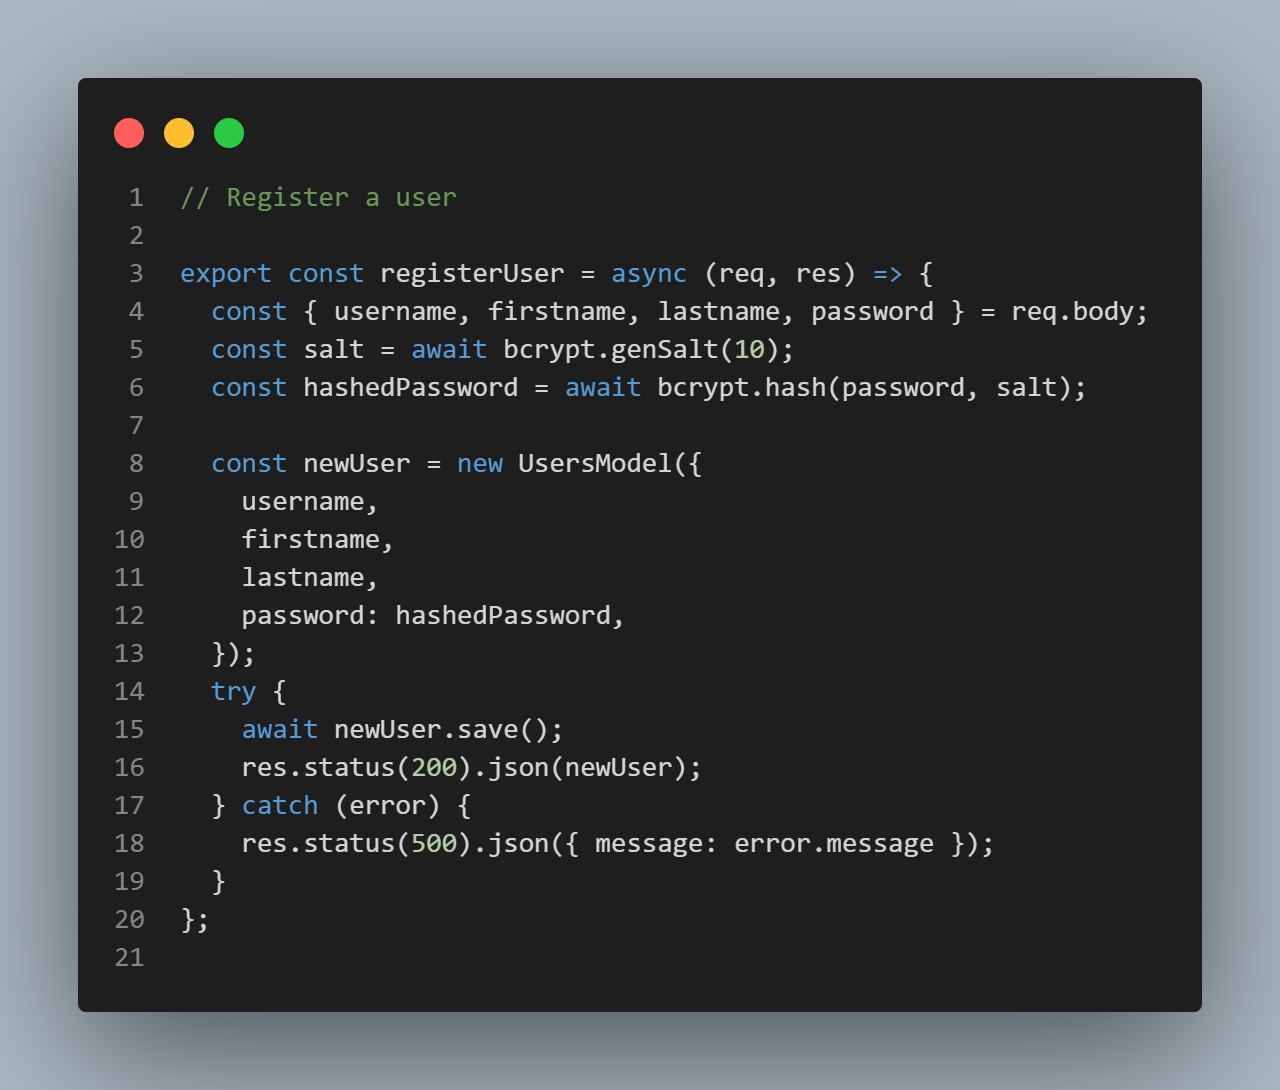 1 // Register a user
2
3 export const registerUser = async (req, res) => {
4   const { username, firstname, lastname, password } = req.body;
5   const salt = await bcrypt.genSalt(10);
6   const hashedPassword = await bcrypt.hash(password, salt);
7
8   const newUser = new UsersModel({
9     username,
10     firstname,
11     lastname,
12     password: hashedPassword,
13   });
14   try {
15     await newUser.save();
16     res.status(200).json(newUser);
17   } catch (error) {
18     res.status(500).json({ message: error.message });
19   }
20 };
21